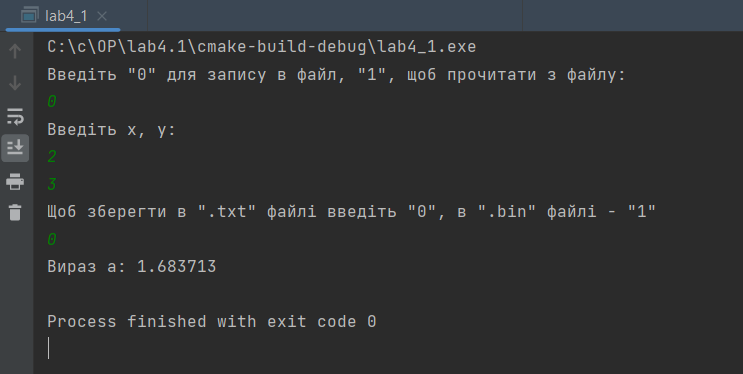 lab4_1
C:\c\OP\lab4.1\cmake-build-debug\lab4_1.exe
Введіть "0" для запису в файл, "1", щоб прочитати з файлу:
0
Введіть x, y:
2
3
Щоб зберегти в ".txt" файлі введіть "0", в ".bin" файлі - "1"
0
Вираз a: 1.683713
Process finished with exit code 0